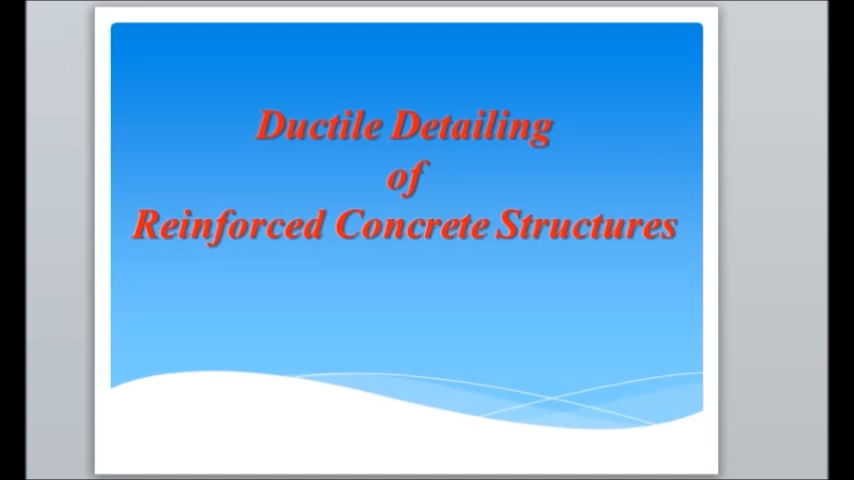 Ductile Detailing
of
Reinforced Concrete Structures